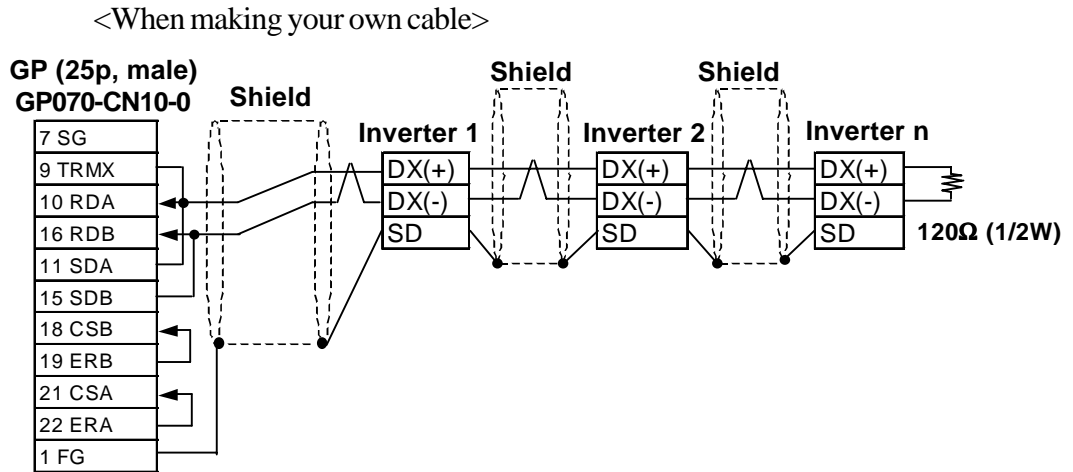 <When making your own cable>
GP (25p, male)
GP070-CN10-0
Shield
Shield
Shield
7 SG
9 TRMX
10 RDA
16 RDB
11 SDA
15 SDB
18 CSB
19 ERB
21 CSA
22 ERA
1 FG
Inverter 1
DX(+)
DX(-)
SD
Inverter 2
DX(+)
DX(-)
SD
Inverter n
DX(+)
DX(-)
SD
120Ω (1/2W)